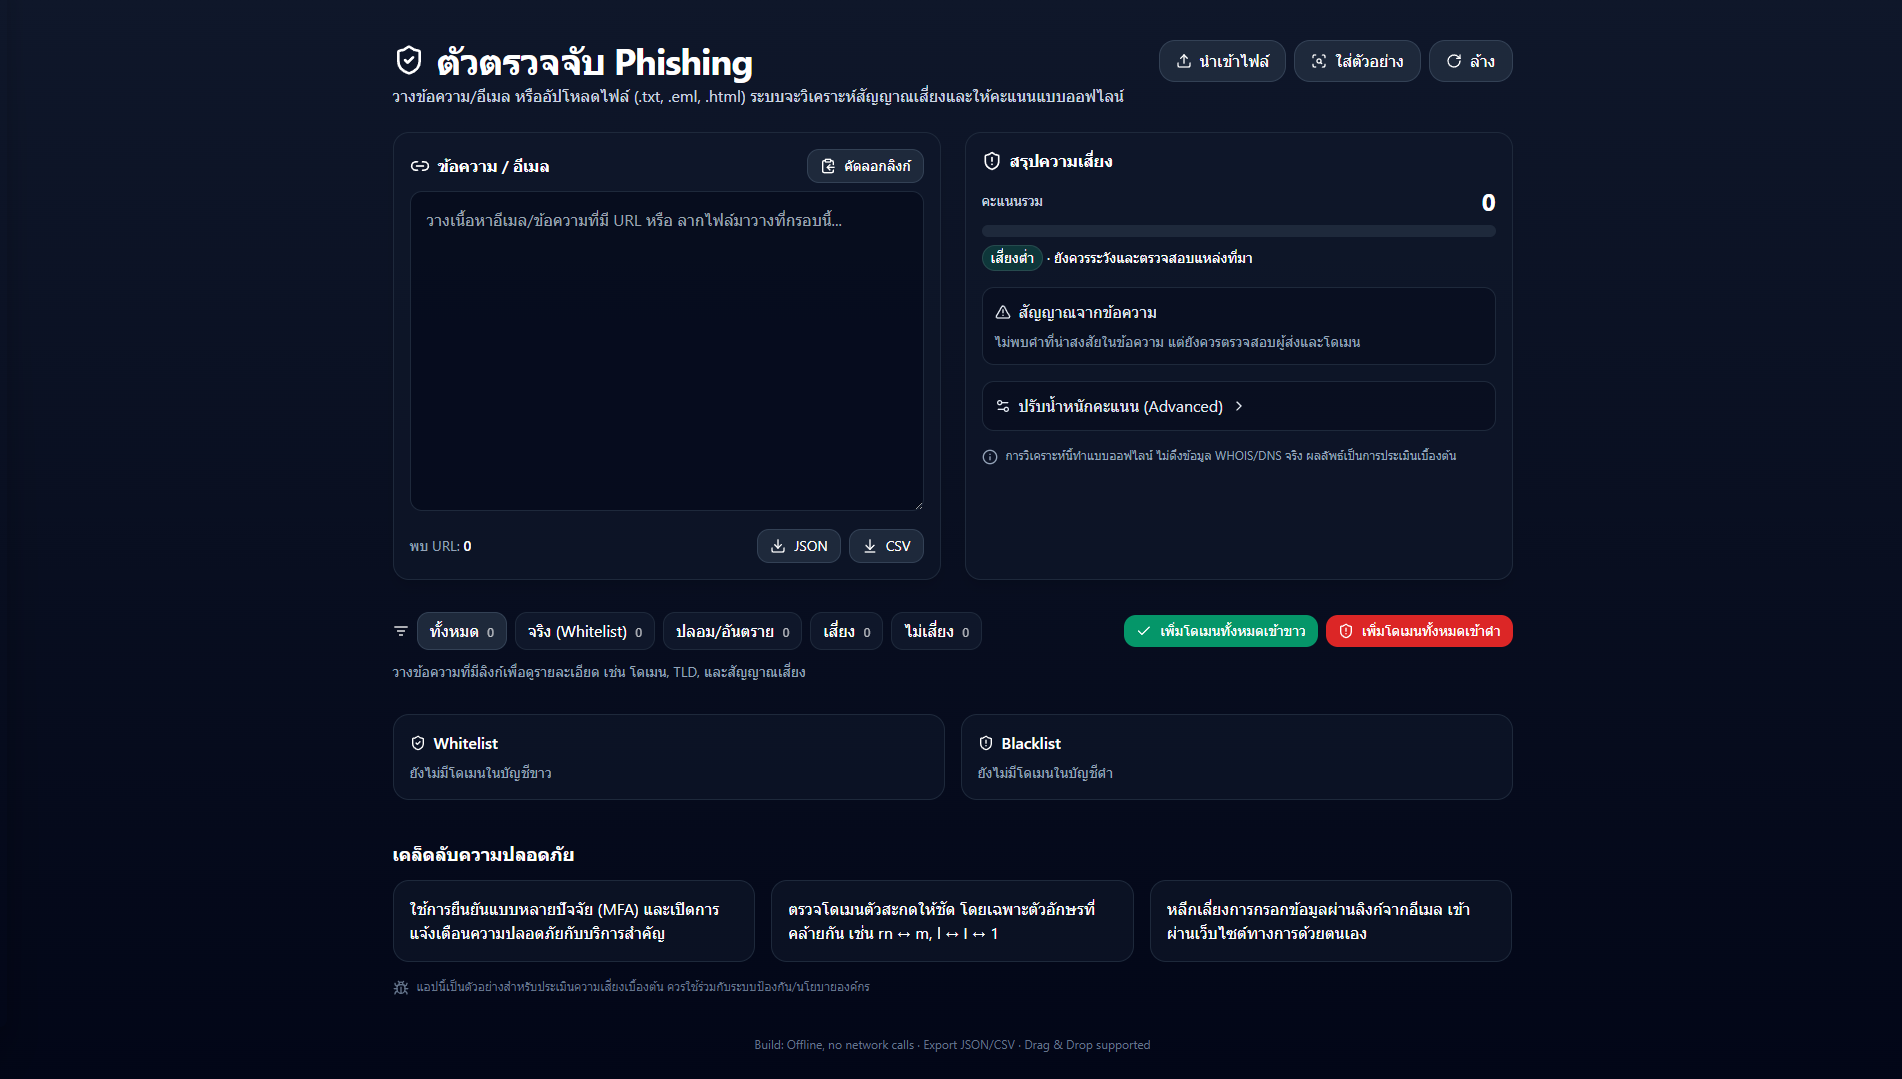 ตัวตรวจจับ Phishing
นำเข้าไฟล์
ใส่ตัวอย่าง
ล้าง
วางข้อความ/อีเมล หรืออัปโหลดไฟล์ (.txt, .eml, .html) ระบบจะวิเคราะห์สัญญาณเสี่ยงและให้คะแนนแบบออฟไลน์
ข้อความ / อีเมล
คัดลอกลิงก์
วางเนื้อหาอีเมล/ข้อความที่มี URL หรือ ลากไฟล์มาวางที่กรอบนี้...
พบ URL: 0
JSON
CSV
สรุปความเสี่ยง
คะแนนรวม
0
เสี่ยงต่ำ · ยังควรระวังและตรวจสอบแหล่งที่มา
สัญญาณจากข้อความ
ไม่พบคำที่น่าสงสัยในข้อความ แต่ยังควรตรวจสอบผู้ส่งและโดเมน
ปรับน้ำหนักคะแนน (Advanced)
การวิเคราะห์นี้ทำแบบออฟไลน์ ไม่ดึงข้อมูล WHOIS/DNS จริง ผลลัพธ์เป็นการประเมินเบื้องต้น
ทั้งหมด 0
จริง (Whitelist) 0
ปลอม/อันตราย 0
เสี่ยง 0
ไม่เสี่ยง 0
เพิ่มโดเมนทั้งหมดเข้าขาว
เพิ่มโดเมนทั้งหมดเข้าดำ
วางข้อความที่มีลิงก์เพื่อดูรายละเอียด เช่น โดเมน, TLD, และสัญญาณเสี่ยง
Whitelist
ยังไม่มีโดเมนในบัญชีขาว
Blacklist
ยังไม่มีโดเมนในบัญชีดำ
เคล็ดลับความปลอดภัย
ใช้การยืนยันแบบหลายปัจจัย (MFA) และเปิดการ
แจ้งเตือนความปลอดภัยกับบริการสำคัญ
ตรวจโดเมนตัวสะกดให้ชัด โดยเฉพาะตัวอักษรที่
คล้ายกัน เช่น rn ↔ m, l ↔ I ↔ 1
หลีกเลี่ยงการกรอกข้อมูลผ่านลิงก์จากอีเมล เข้า
ผ่านเว็บไซต์ทางการด้วยตนเอง
แอปนี้เป็นตัวอย่างสำหรับประเมินความเสี่ยงเบื้องต้น ควรใช้ร่วมกับระบบป้องกัน/นโยบายองค์กร
Build: Offline, no network calls · Export JSON/CSV · Drag & Drop supported